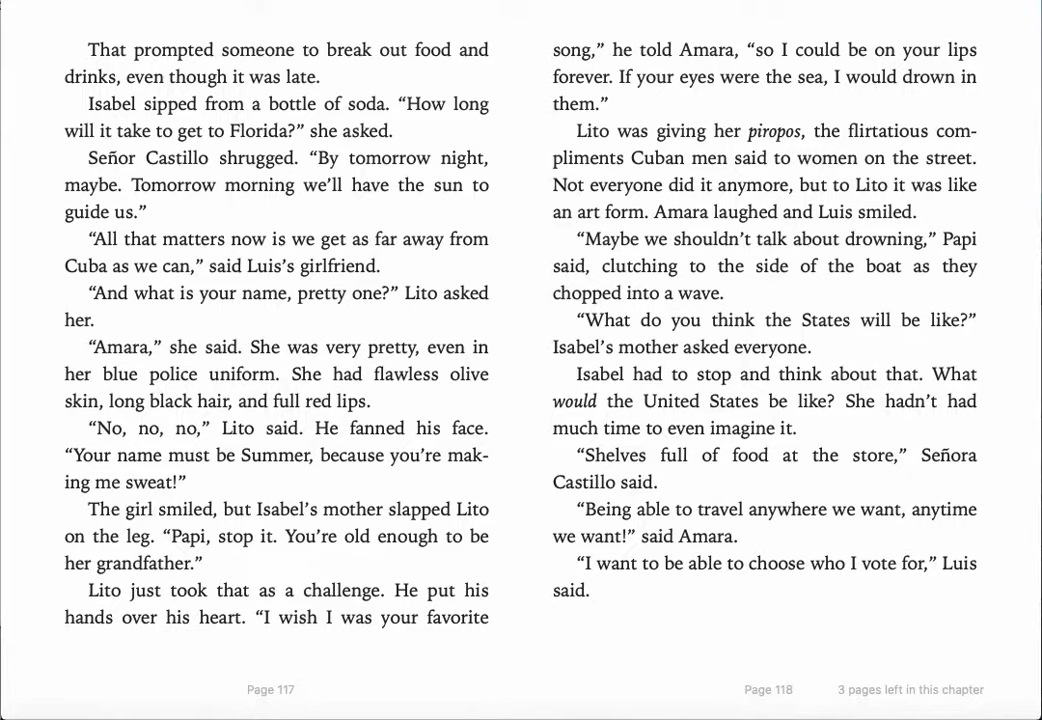 That prompted someone to break out food and
drinks, even though it was late.
Isabel sipped from a bottle of soda. “How long
will it take to get to Florida?” she asked.
Señor Castillo shrugged. “By tomorrow night,
maybe. Tomorrow morning we’ll have the sun to
guide us.”
“All that matters now is we get as far away from
Cuba as we can,” said Luis’s girlfriend.
“And what is your name, pretty one?” Lito asked
her.
“Amara,” she said. She was very pretty, even in
her blue police uniform. She had flawless olive
skin, long black hair, and full red lips.
“No, no, no,” Lito said. He fanned his face.
“Your name must be Summer, because you’re mak-
ing me sweat!”
The girl smiled, but Isabel’s mother slapped Lito
on the leg. “Papi, stop it. You’re old enough to be
her grandfather.”
Lito just took that as a challenge. He put his
hands over his heart. “I wish I was your favorite
song,” he told Amara, “so I could be on your lips
forever. If your eyes were the sea, I would drown in
them.”
Lito was giving her piropos, the flirtatious com-
pliments Cuban men said to women on the street.
Not everyone did it anymore, but to Lito it was like
an art form. Amara laughed and Luis smiled.
“Maybe we shouldn’t talk about drowning,” Papi
said, clutching to the side of the boat as they
chopped into a wave.
“What do you think the States will be like?”
Isabel’s mother asked everyone.
Isabel had to stop and think about that. What
would the United States be like? She hadn’t had
much time to even imagine it.
“Shelves full of food at the store,” Señora
Castillo said.
“Being able to travel anywhere we want, anytime
we want!” said Amara.
“I want to be able to choose who I vote for,” Luis
said.
Page 117
Page 118
3 pages left in this chapter